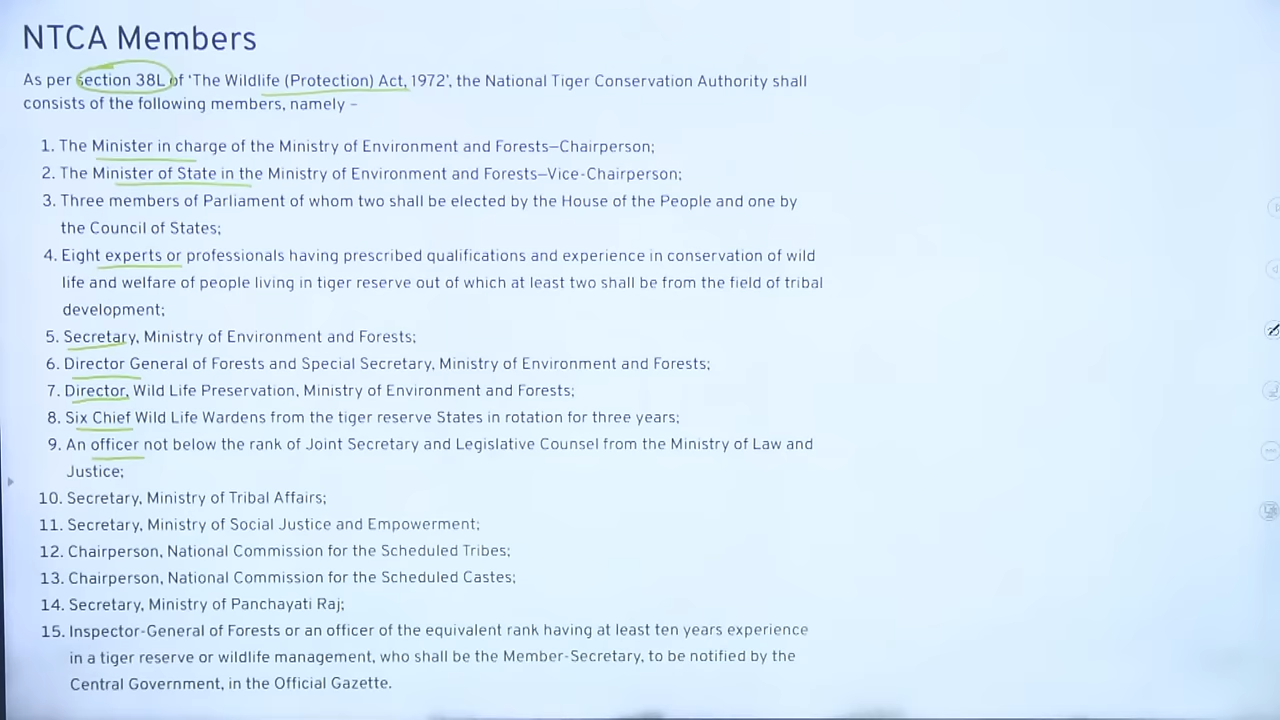 NTCA Members
As per section 38L of 'The Wildlife (Protection) Act, 1972', the National Tiger Conservation Authority shall
consists of the following members, namely –
1. The Minister in charge of the Ministry of Environment and Forests—Chairperson;
2. The Minister of State in the Ministry of Environment and Forests—Vice-Chairperson;
3. Three members of Parliament of whom two shall be elected by the House of the People and one by
the Council of States;
4. Eight experts or professionals having prescribed qualifications and experience in conservation of wild
life and welfare of people living in tiger reserve out of which at least two shall be from the field of tribal
development;
5. Secretary, Ministry of Environment and Forests;
6. Director General of Forests and Special Secretary, Ministry of Environment and Forests;
7. Director, Wild Life Preservation, Ministry of Environment and Forests;
8. Six Chief Wild Life Wardens from the tiger reserve States in rotation for three years;
9. An officer not below the rank of Joint Secretary and Legislative Counsel from the Ministry of Law and
Justice;
10. Secretary, Ministry of Tribal Affairs;
11. Secretary, Ministry of Social Justice and Empowerment;
12. Chairperson, National Commission for the Scheduled Tribes;
13. Chairperson, National Commission for the Scheduled Castes;
14. Secretary, Ministry of Panchayati Raj;
15. Inspector-General of Forests or an officer of the equivalent rank having at least ten years experience
in a tiger reserve or wildlife management, who shall be the Member-Secretary, to be notified by the
Central Government, in the Official Gazette.